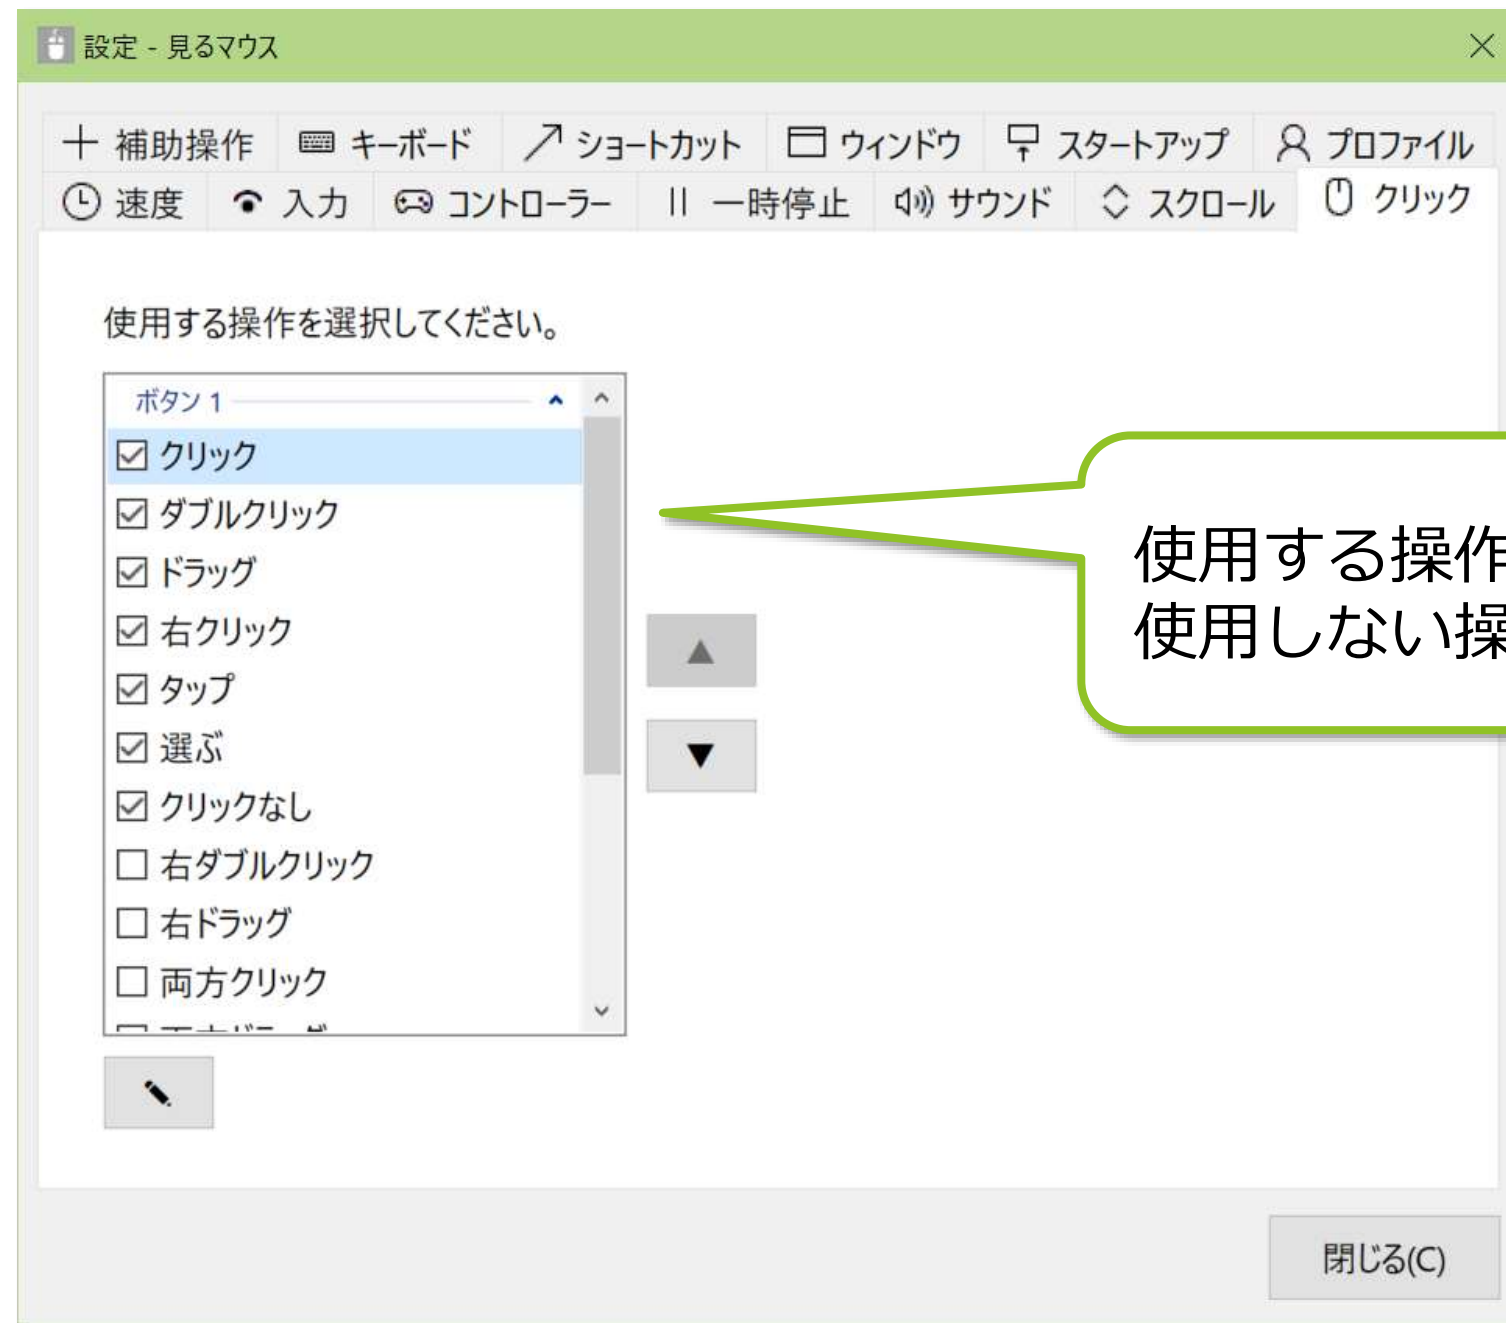 設定 - 見るマウス
補助操作 キーボード ショートカット ウィンドウ スタートアップ プロファイル
速度 入力 コントローラー 一時停止 サウンド スクロール クリック
使用する操作を選択してください。
ボタン 1
クリック
ダブルクリック
ドラッグ
右クリック
タップ
選ぶ
クリックなし
右ダブルクリック
右ドラッグ
両方クリック
使用する操作
使用しない操
閉じる(C)